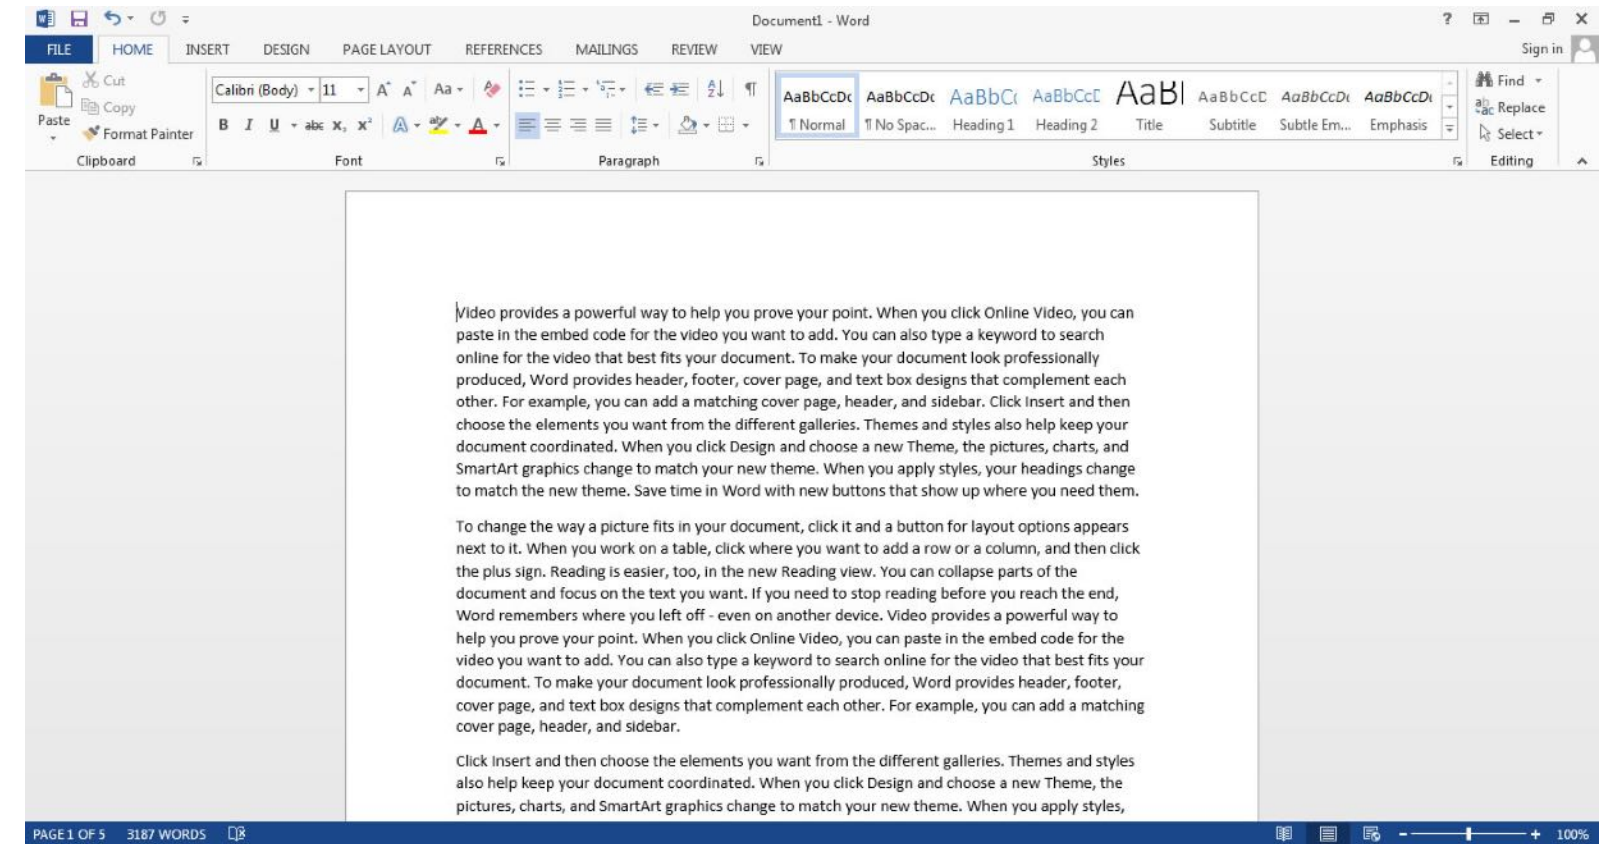 Document1 - Word
FILE HOME INSERT DESIGN PAGE LAYOUT REFERENCES MAILINGS REVIEW VIEW Sign in
Paste
Cut
Copy
Format Painter
Clipboard
Calibri (Body) 11
Font
Paragraph
AaBbCcDc AaBbCcDc AaBbC( AaBbCcC AaBl AaBbCcD AaBbCcDc AaBbCcDc
¶ Normal ¶ No Spac... Heading 1 Heading 2 Title Subtitle Subtle Em... Emphasis
Styles
Find
Replace
Select
Editing
Video provides a powerful way to help you prove your point. When you click Online Video, you can
paste in the embed code for the video you want to add. You can also type a keyword to search
online for the video that best fits your document. To make your document look professionally
produced, Word provides header, footer, cover page, and text box designs that complement each
other. For example, you can add a matching cover page, header, and sidebar. Click Insert and then
choose the elements you want from the different galleries. Themes and styles also help keep your
document coordinated. When you click Design and choose a new Theme, the pictures, charts, and
SmartArt graphics change to match your new theme. When you apply styles, your headings change
to match the new theme. Save time in Word with new buttons that show up where you need them.
To change the way a picture fits in your document, click it and a button for layout options appears
next to it. When you work on a table, click where you want to add a row or a column, and then click
the plus sign. Reading is easier, too, in the new Reading view. You can collapse parts of the
document and focus on the text you want. If you need to stop reading before you reach the end,
Word remembers where you left off - even on another device. Video provides a powerful way to
help you prove your point. When you click Online Video, you can paste in the embed code for the
video you want to add. You can also type a keyword to search online for the video that best fits your
document. To make your document look professionally produced, Word provides header, footer,
cover page, and text box designs that complement each other. For example, you can add a matching
cover page, header, and sidebar.
Click Insert and then choose the elements you want from the different galleries. Themes and styles
also help keep your document coordinated. When you click Design and choose a new Theme, the
pictures, charts, and SmartArt graphics change to match your new theme. When you apply styles,
PAGE 1 OF 5 3187 WORDS 100%